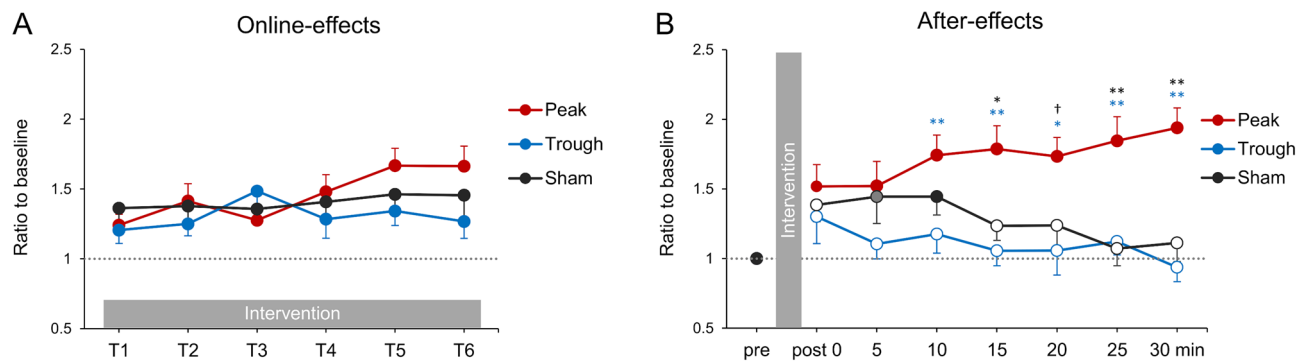 A
Online-effects
2.5
2
1.5
1
0.5
Ratio to baseline
Peak
Trough
Sham
Intervention
T1 T2 T3 T4 T5 T6
B
After-effects
2.5
2
1.5
1
0.5
Ratio to baseline
Intervention
* † ** **
** ** * ** **
Peak
Trough
Sham
pre post 0 5 10 15 20 25 30 min